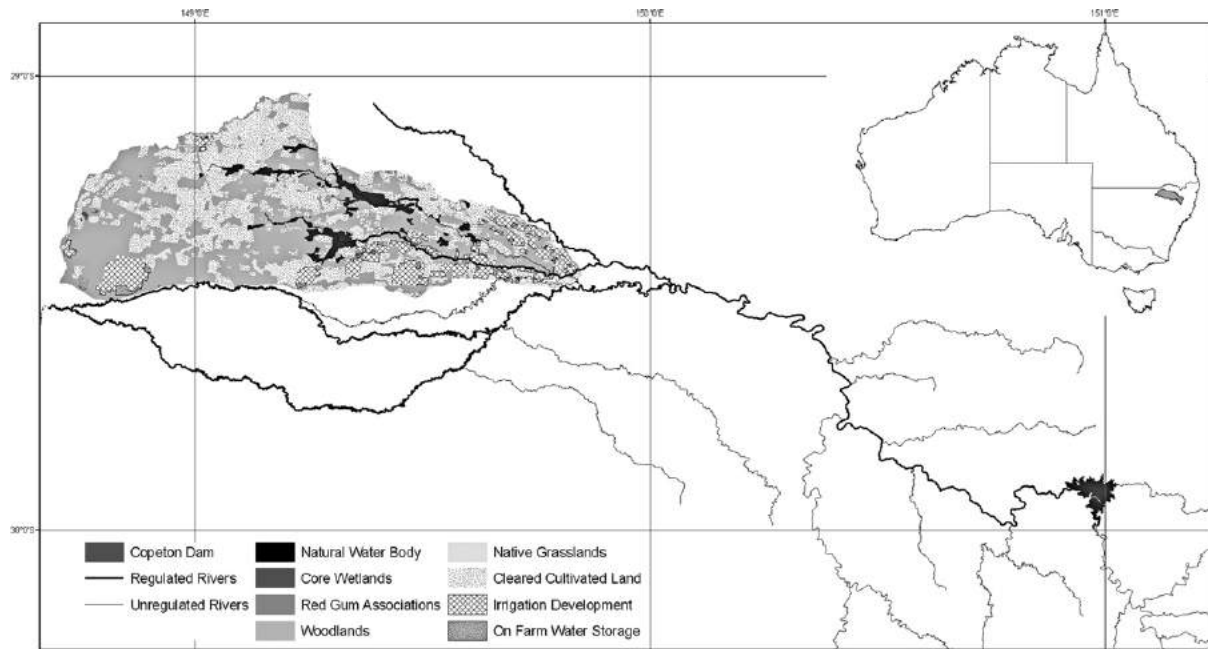 149°0'E
150°0'E
151°0'E
29°0'S
30°0'S
Copeton Dam
Regulated Rivers
Unregulated Rivers
Natural Water Body
Core Wetlands
Red Gum Associations
Woodlands
Native Grasslands
Cleared Cultivated Land
Irrigation Development
On Farm Water Storage